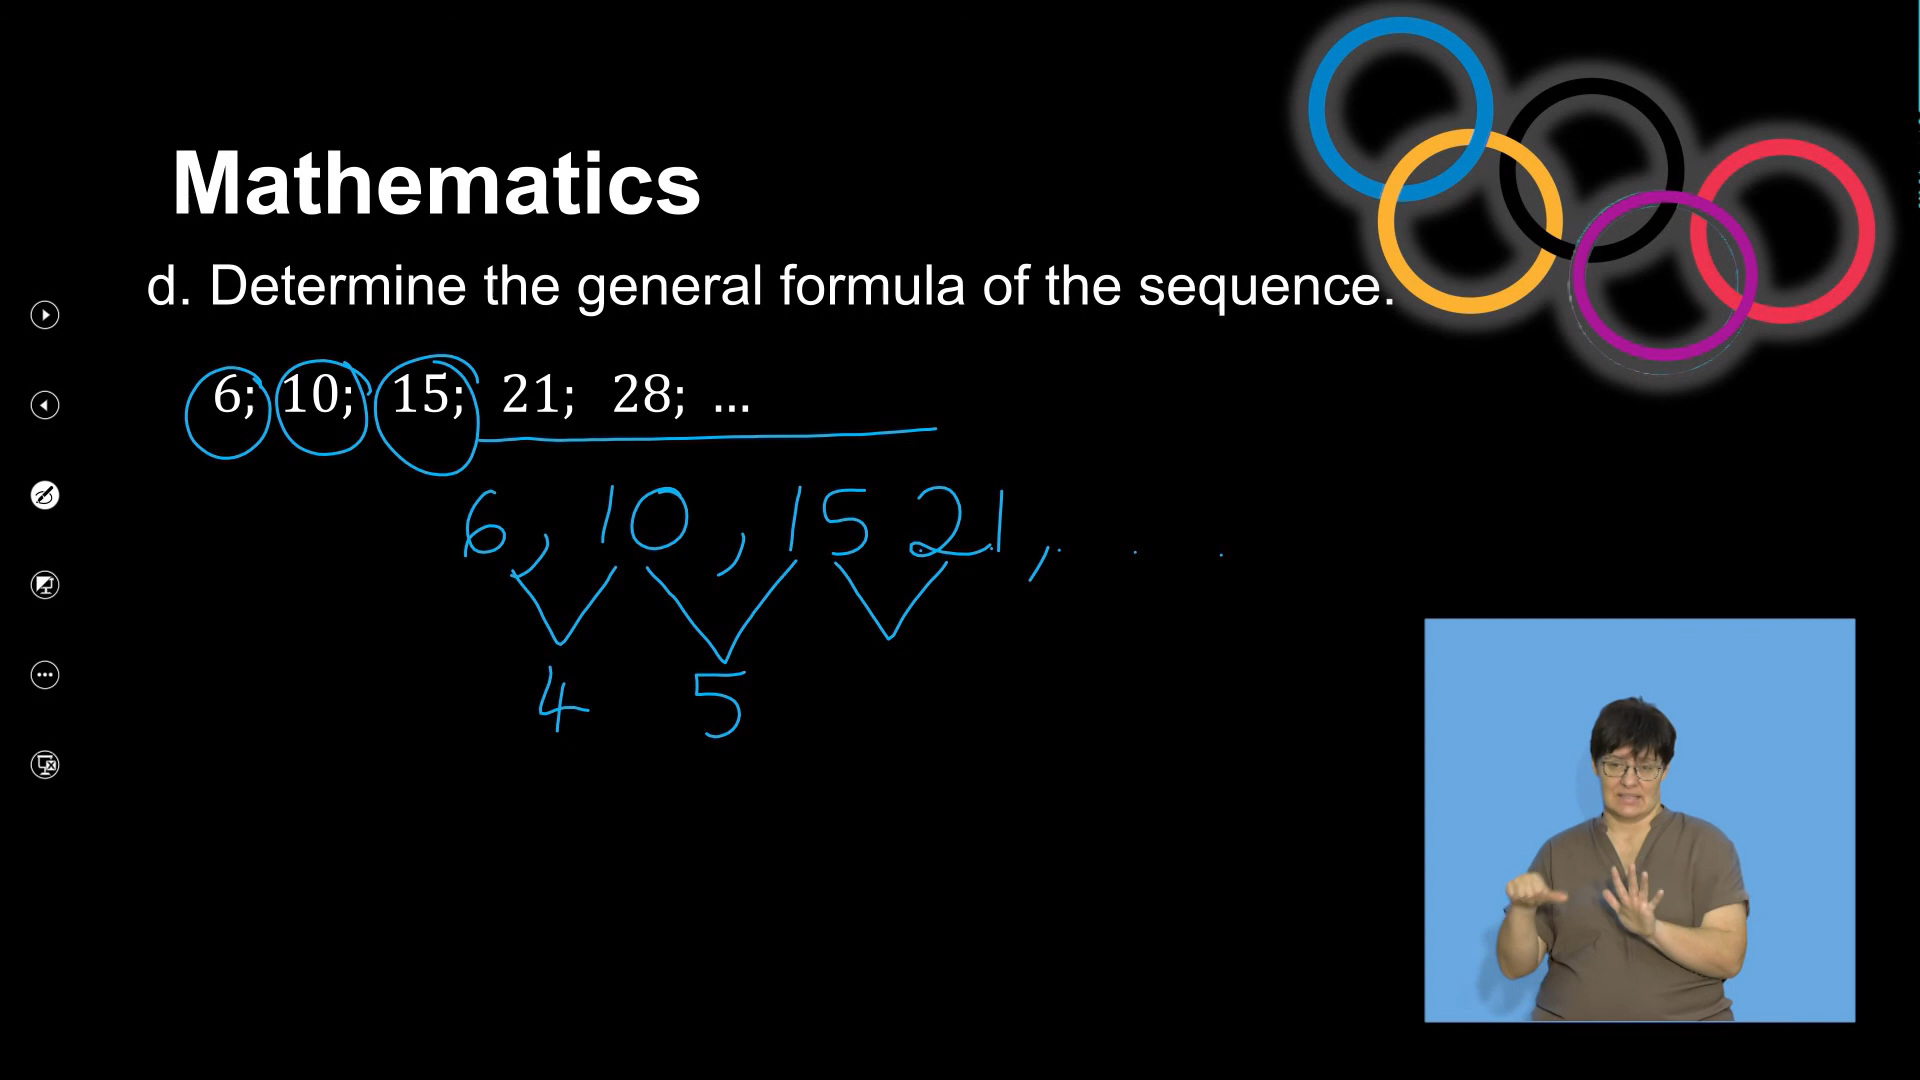 Mathematics
d. Determine the general formula of the sequence.
6; 10; 15; 21; 28; ...
6, 10, 15 21, . . .
4 5